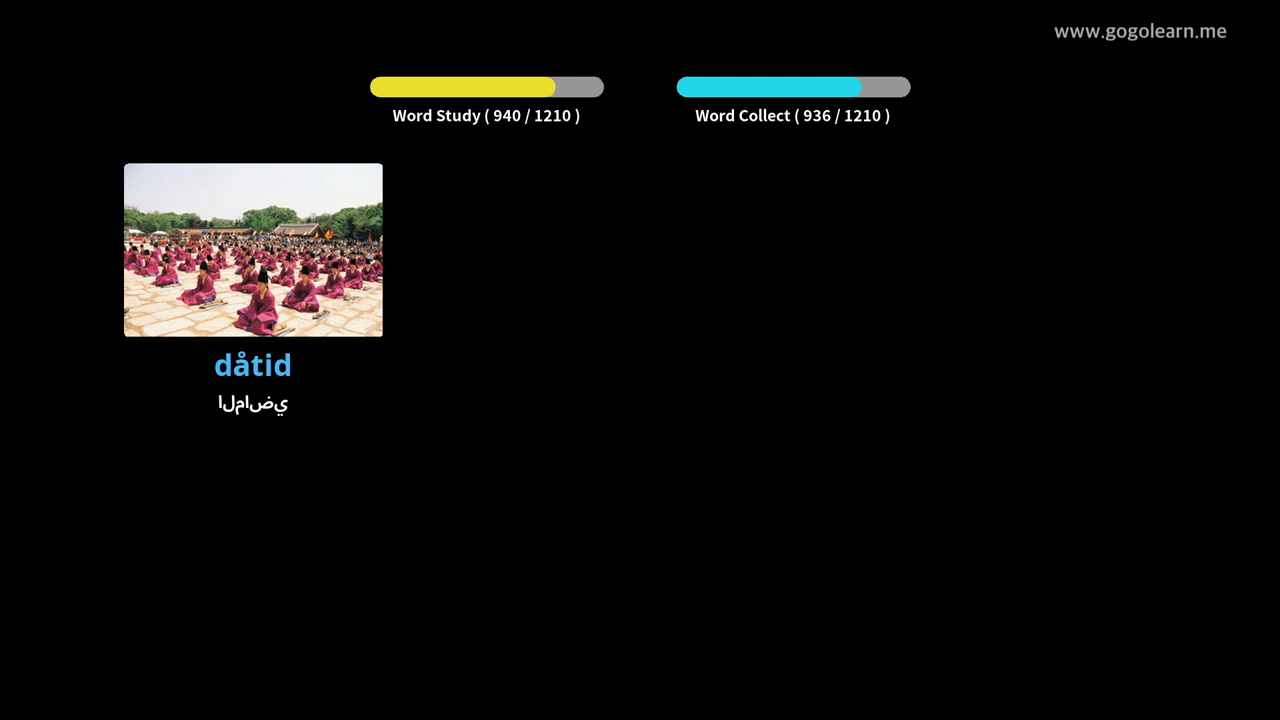 www.gogolearn.me
Word Study ( 940 / 1210 )
Word Collect ( 936 / 1210 )
dåtid
الماضي